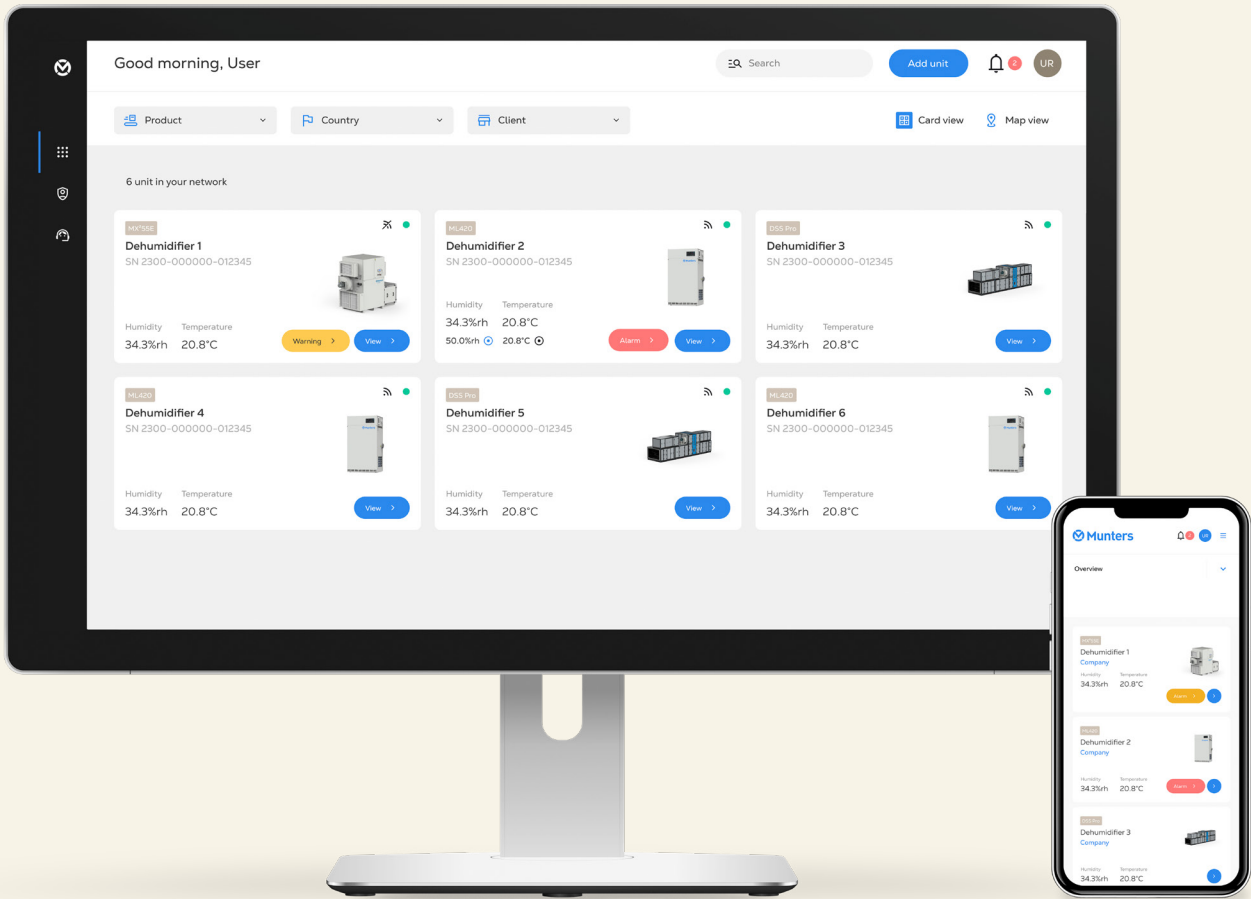 Good morning, User
Search
Add unit
2
UR
Product
Country
Client
Card view
Map view
6 unit in your network
MX²55E
Dehumidifier 1
SN 2300-000000-012345
Humidity Temperature
34.3%rh 20.8°C
Warning >
View >
ML420
Dehumidifier 2
SN 2300-000000-012345
Humidity Temperature
34.3%rh 20.8°C
50.0%rh 20.8°C
Alarm >
View >
DSS Pro
Dehumidifier 3
SN 2300-000000-012345
Humidity Temperature
34.3%rh 20.8°C
View >
ML420
Dehumidifier 4
SN 2300-000000-012345
Humidity Temperature
34.3%rh 20.8°C
View >
DSS Pro
Dehumidifier 5
SN 2300-000000-012345
Humidity Temperature
34.3%rh 20.8°C
View >
ML420
Dehumidifier 6
SN 2300-000000-012345
Humidity Temperature
34.3%rh 20.8°C
View >
Munters
2
UR
Overview
Dehumidifier 1
Company
Humidity Temperature
34.3%rh 20.8°C
Alarm >
ML420
Dehumidifier 2
Company
Humidity Temperature
34.3%rh 20.8°C
Alarm >
DSS Pro
Dehumidifier 3
Company
Humidity Temperature
34.3%rh 20.8°C